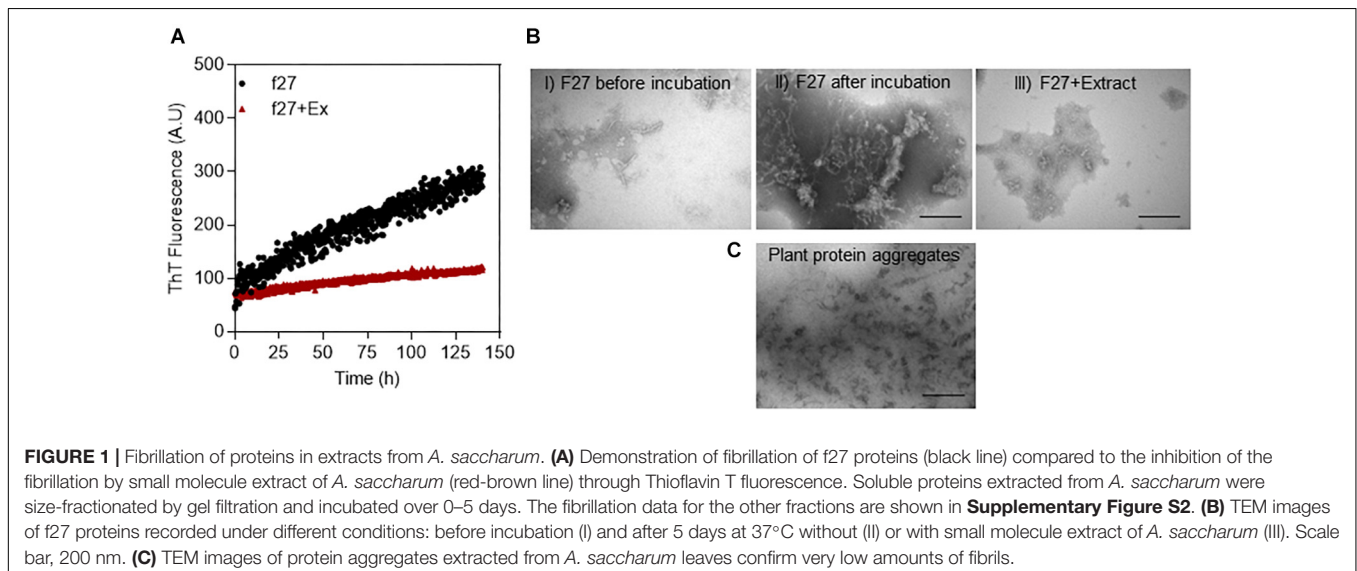 A
B
500
400
300
200
100
0
ThT Fluorescence (A.U)
f27
f27+Ex
0 25 50 75 100 125 150
Time (h)
I) F27 before incubation
II) F27 after incubation
III) F27+Extract
C
Plant protein aggregates
FIGURE 1 | Fibrillation of proteins in extracts from A. saccharum. (A) Demonstration of fibrillation of f27 proteins (black line) compared to the inhibition of the
fibrillation by small molecule extract of A. saccharum (red-brown line) through Thioflavin T fluorescence. Soluble proteins extracted from A. saccharum were
size-fractionated by gel filtration and incubated over 0–5 days. The fibrillation data for the other fractions are shown in Supplementary Figure S2. (B) TEM images
of f27 proteins recorded under different conditions: before incubation (I) and after 5 days at 37°C without (II) or with small molecule extract of A. saccharum (III). Scale
bar, 200 nm. (C) TEM images of protein aggregates extracted from A. saccharum leaves confirm very low amounts of fibrils.